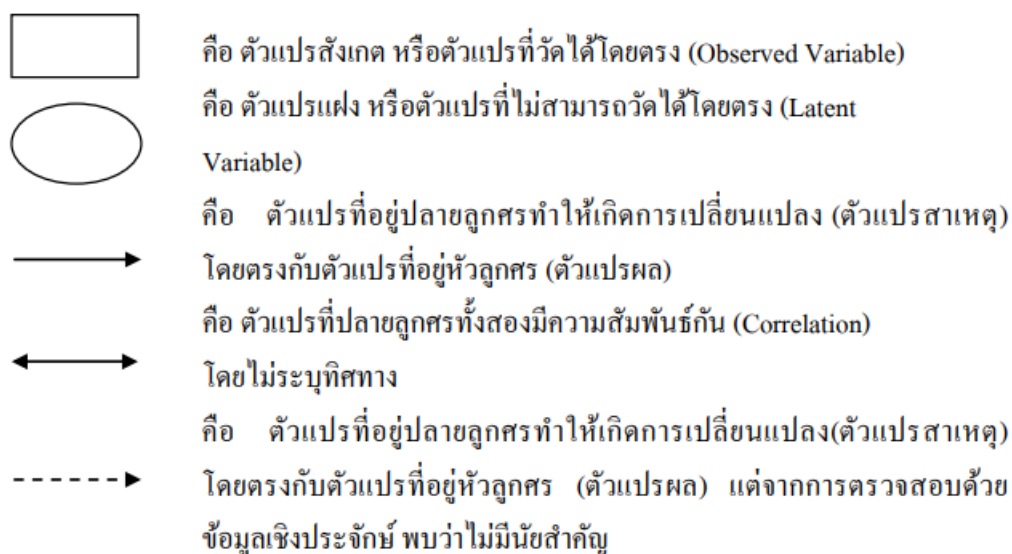 คือ ตัวแปรสังเกต หรือตัวแปรที่วัดได้โดยตรง (Observed Variable)
คือ ตัวแปรแฝง หรือตัวแปรที่ไม่สามารถวัดได้โดยตรง (Latent
Variable)
คือ ตัวแปรที่อยู่ปลายลูกศรทำให้เกิดการเปลี่ยนแปลง (ตัวแปรสาเหตุ)
โดยตรงกับตัวแปรที่อยู่หัวลูกศร (ตัวแปรผล)
คือ ตัวแปรที่ปลายลูกศรทั้งสองมีความสัมพันธ์กัน (Correlation)
โดยไม่ระบุทิศทาง
คือ ตัวแปรที่อยู่ปลายลูกศรทำให้เกิดการเปลี่ยนแปลง(ตัวแปรสาเหตุ)
โดยตรงกับตัวแปรที่อยู่หัวลูกศร (ตัวแปรผล) แต่จากการตรวจสอบด้วย
ข้อมูลเชิงประจักษ์ พบว่าไม่มีนัยสำคัญ